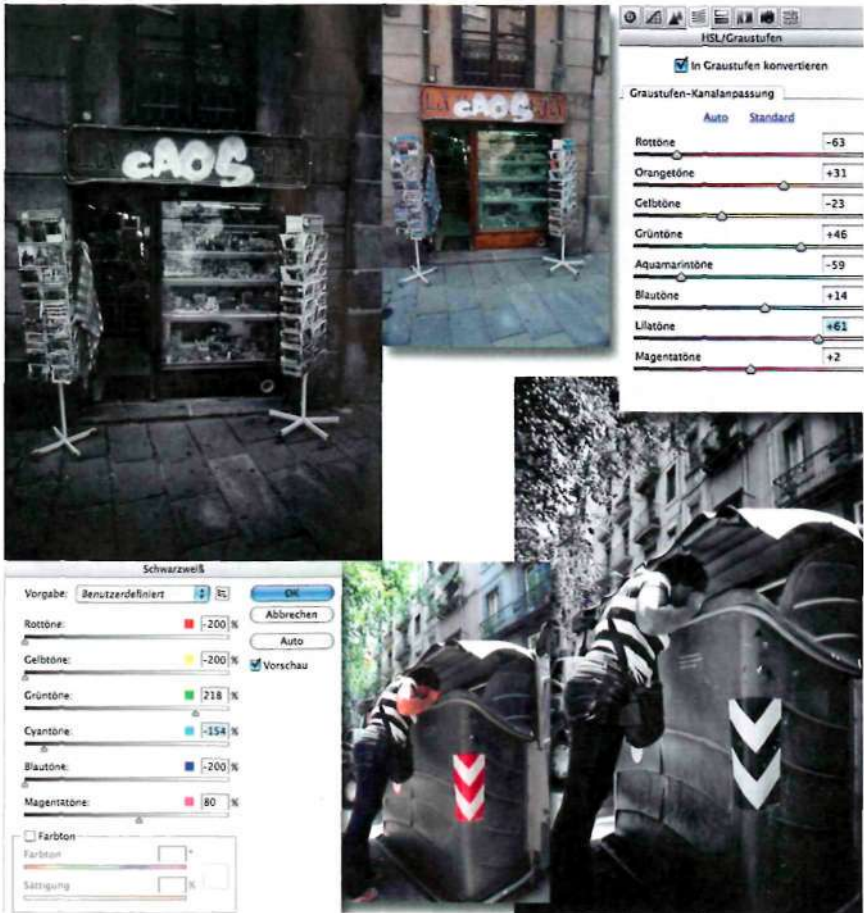 cAOS
LA cAOS
HSL/Graustufen
In Graustufen konvertieren
Graustufen-Kanalanpassung
Auto Standard
Rottöne -63
Orangetöne +31
Gelbtöne -23
Grüntöne +46
Aquamarintöne -59
Blautöne +14
Lilatöne +61
Magentatöne +2
Schwarzweiß
Vorgabe: Benutzerdefiniert OK
Abbrechen
Auto
Vorschau
Rottöne: -200 %
Gelbtöne: -200 %
Grüntöne: 218 %
Cyantöne: -154 %
Blautöne: -200 %
Magentatöne: 80 %
Farbton
Farbton °
Sättigung %